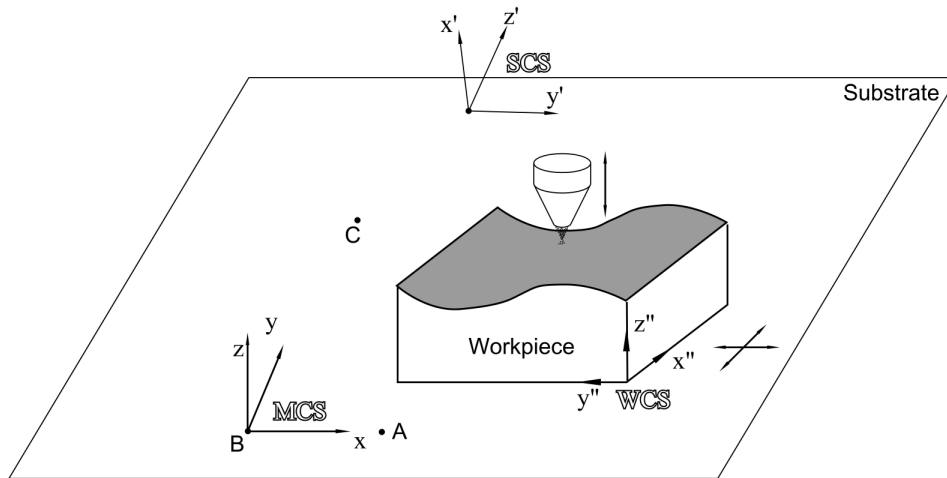 x' z'
SCS
y'
Substrate
C
z''
y
z
Workpiece
x''
y'' WCS
MCS
B x A